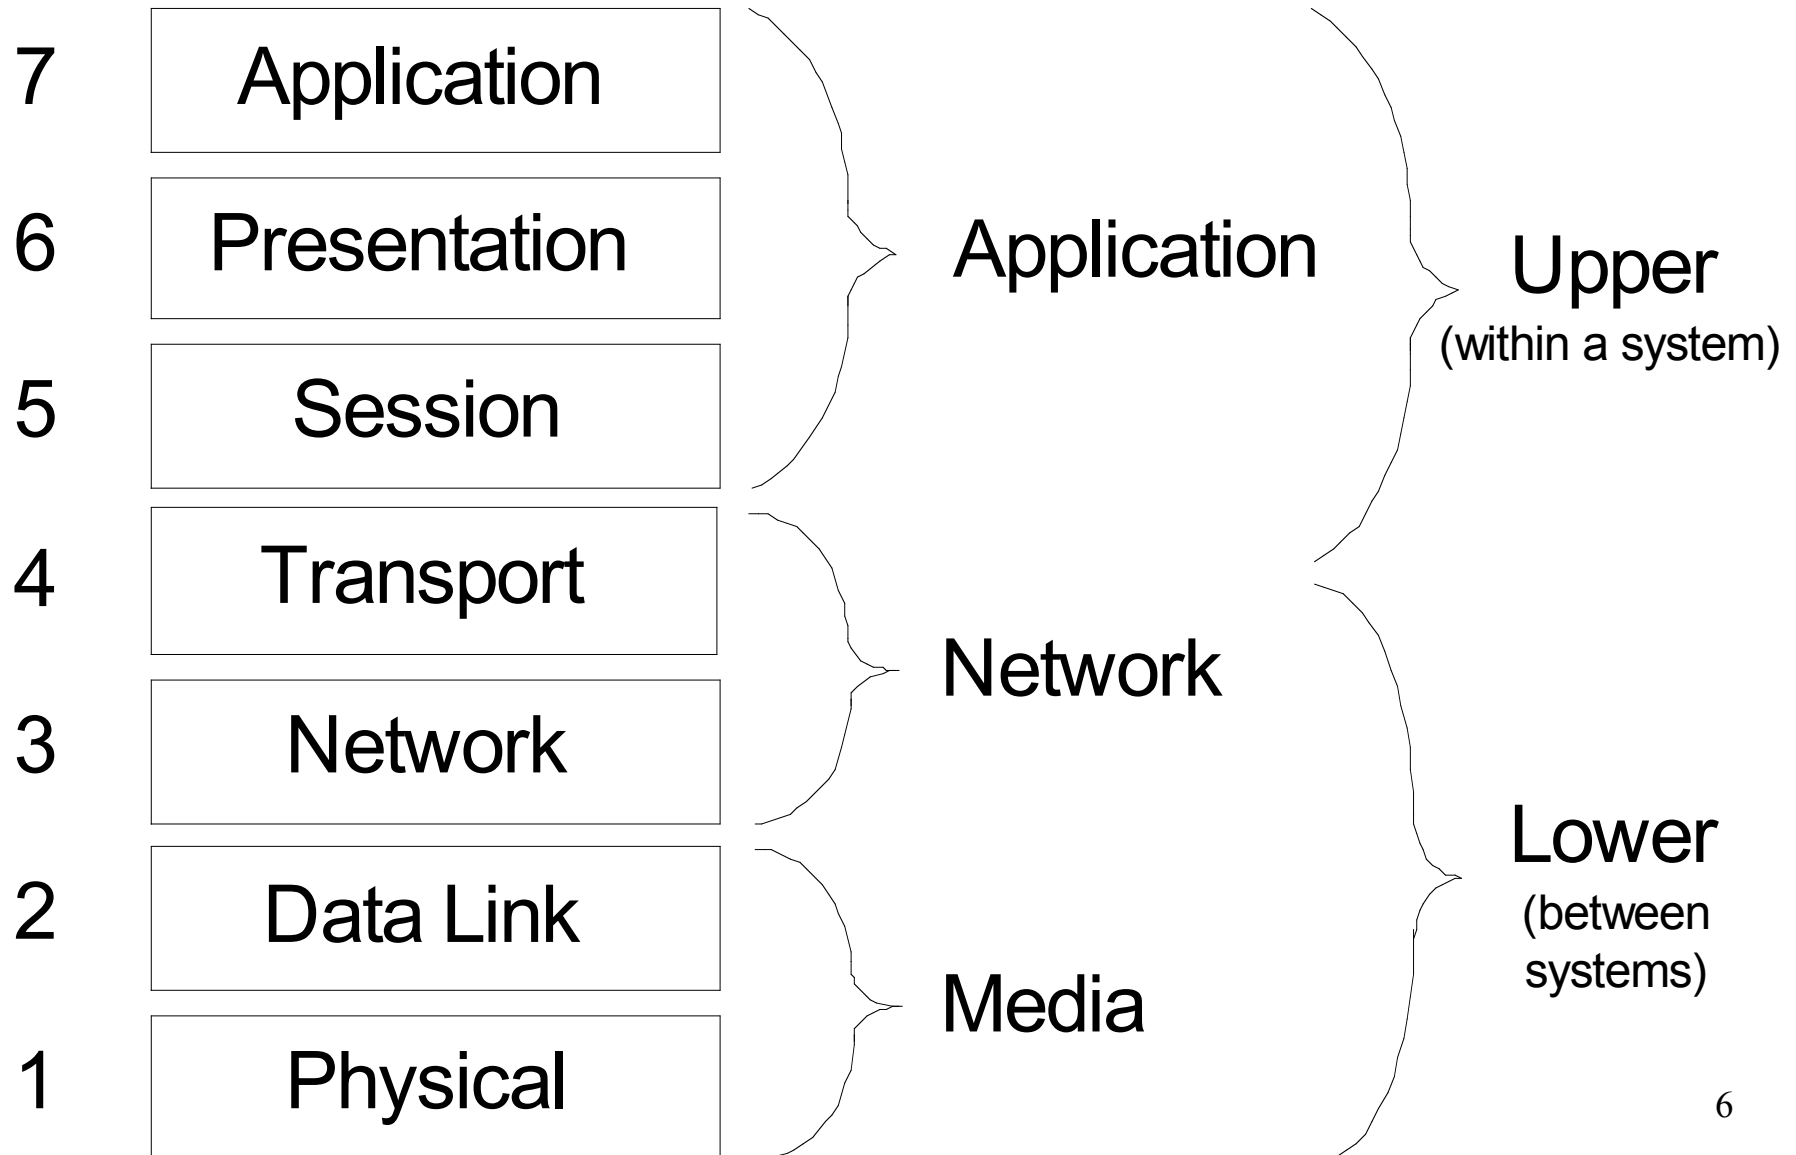 7 Application
6 Presentation
5 Session
4 Transport
3 Network
2 Data Link
1 Physical
Application
Network
Media
Upper
(within a system)
Lower
(between
systems)
6